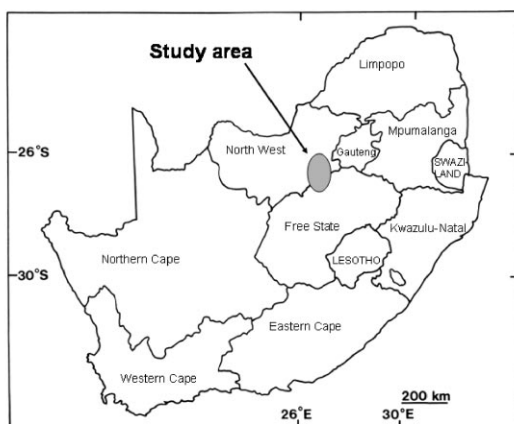 Study area
Limpopo
Mpumalanga
North West
Gauteng
SWAZI-
LAND
26°S
Free State
Kwazulu-Natal
Northern Cape
LESOTHO
30°S
Eastern Cape
Western Cape
200 km
26°E
30°E